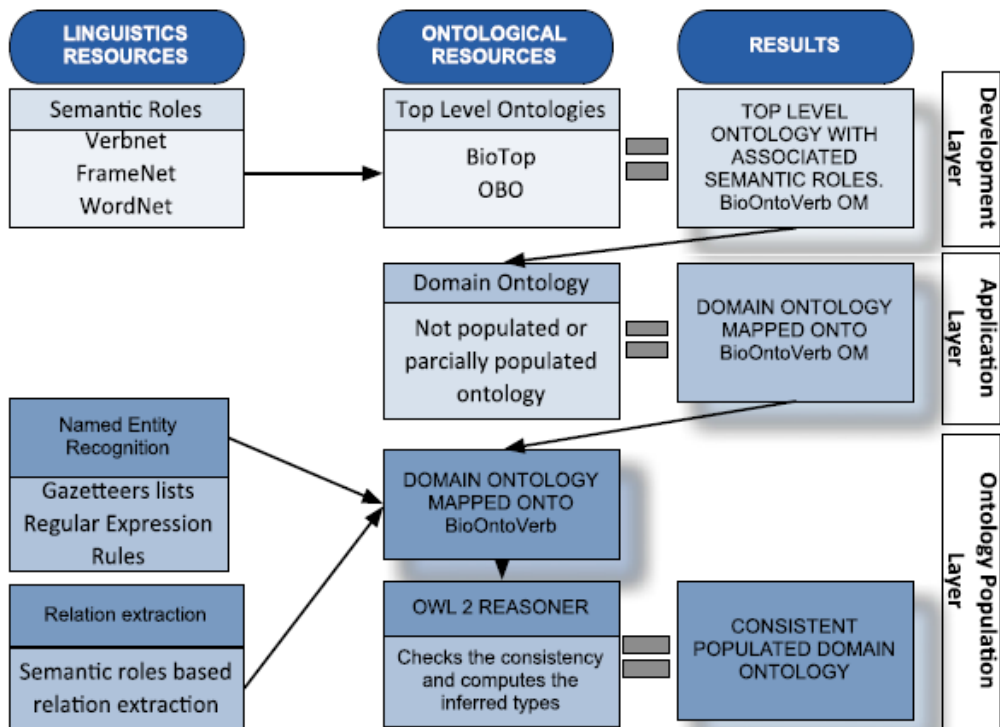 LINGUISTICS
RESOURCES
ONTOLOGICAL
RESOURCES
RESULTS
Semantic Roles
Verbnet
FrameNet
WordNet
Top Level Ontologies
BioTop
OBO
TOP LEVEL
ONTOLOGY WITH
ASSOCIATED
SEMANTIC ROLES.
BioOntoVerb OM
Development
Layer
Domain Ontology
Not populated or
parcially populated
ontology
DOMAIN ONTOLOGY
MAPPED ONTO
BioOntoVerb OM
Application
Layer
Named Entity
Recognition
Gazetteers lists
Regular Expression
Rules
Relation extraction
Semantic roles based
relation extraction
DOMAIN ONTOLOGY
MAPPED ONTO
BioOntoVerb
OWL 2 REASONER
Checks the consistency
and computes the
inferred types
CONSISTENT
POPULATED DOMAIN
ONTOLOGY
Ontology Population
Layer